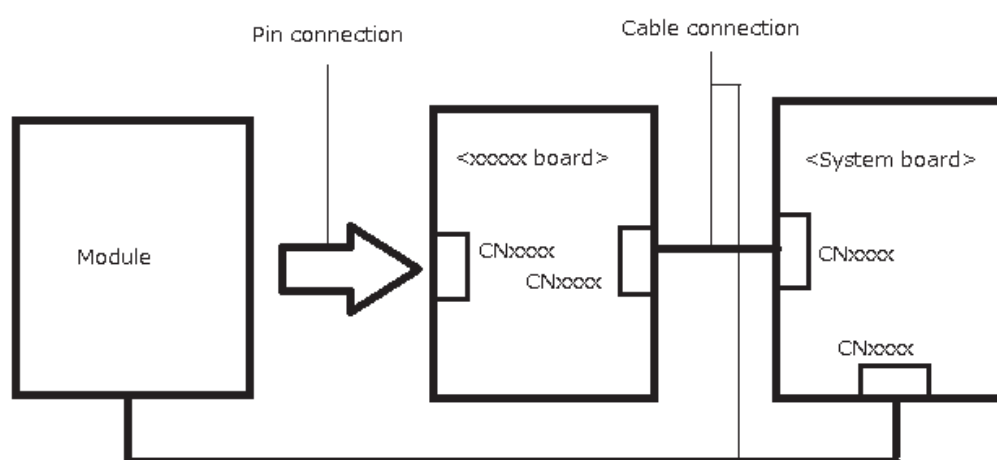 Pin connection
Cable connection
<xxxxx board>
<System board>
Module
CNxxxx
CNxxxx
CNxxxx
CNxxxx